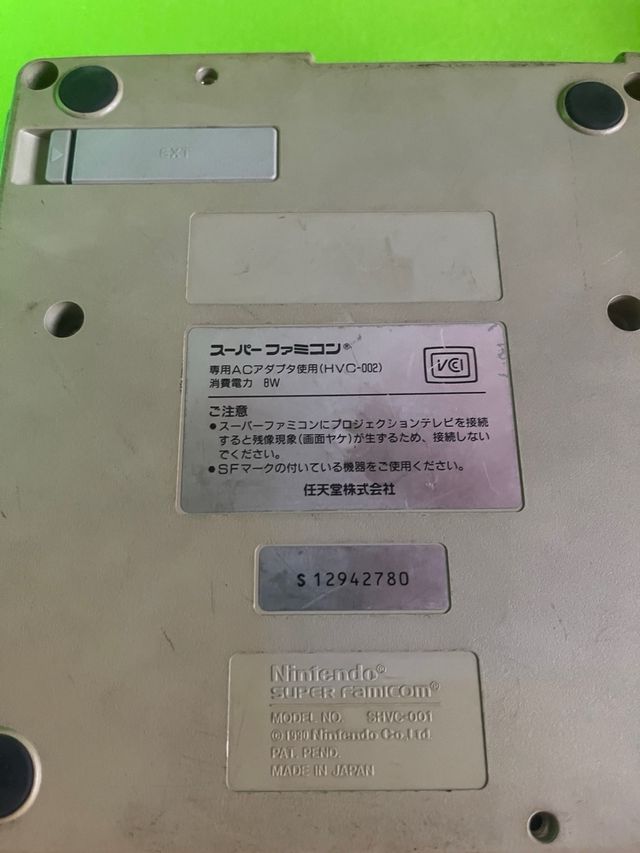 EXT
スーパーファミコン®
専用ACアダプタ使用(HVC-002)
消費電力 8W
VCCI
ご注意
●スーパーファミコンにプロジェクションテレビを接続
すると残像現象(画面ヤケ)が生ずるため、接続しない
でください。
●SFマークの付いている機器をご使用ください。
任天堂株式会社
S 12942780
Nintendo®
SUPER FAMICOM®
MODEL NO. SHVC-001
©1990 Nintendo Co., Ltd.
PAT. PEND.
MADE IN JAPAN